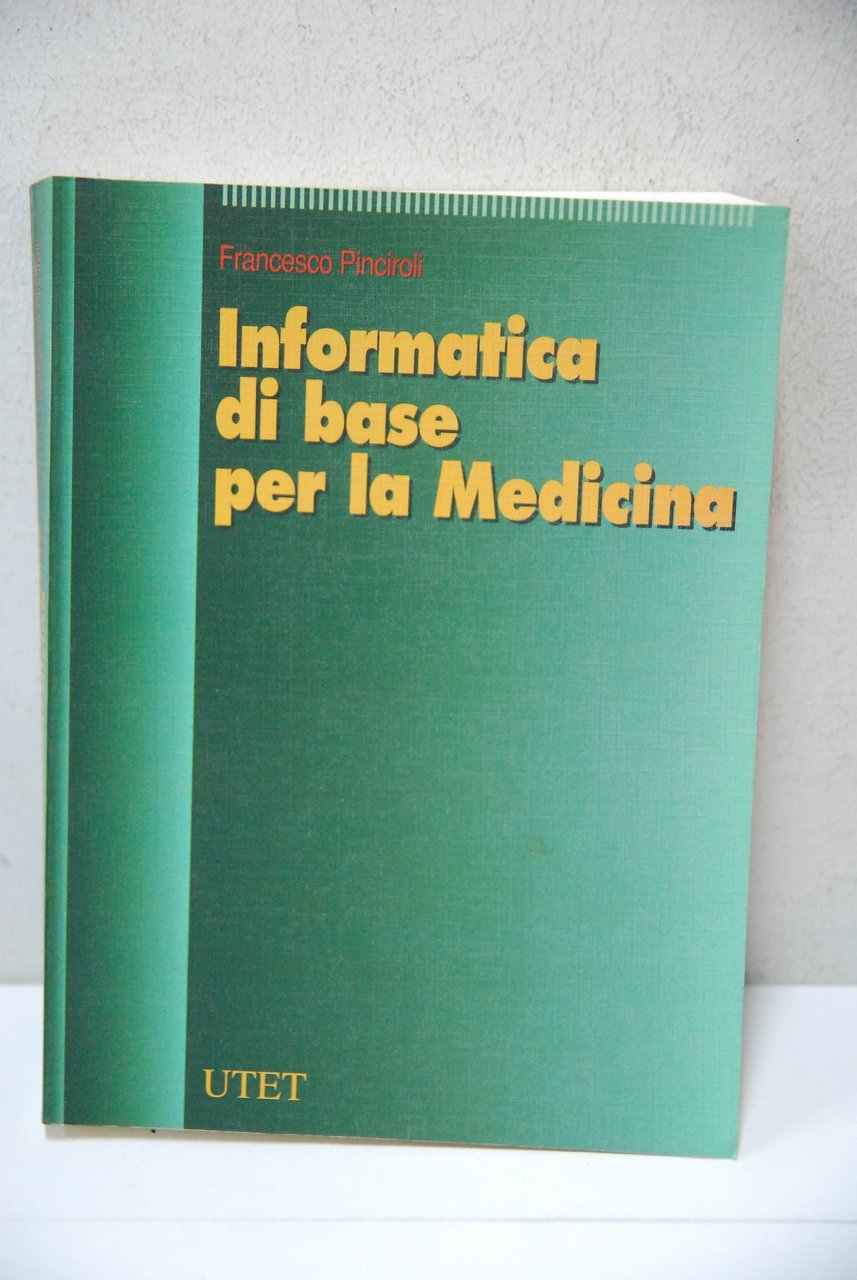 Francesco Pinciroli
Informatica
di base
per la Medicina
UTET